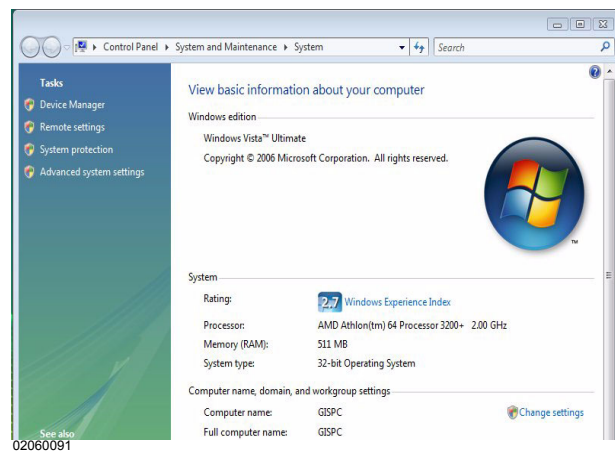 Control Panel ▸ System and Maintenance ▸ System
Search
Tasks
Device Manager
Remote settings
System protection
Advanced system settings
See also
View basic information about your computer
Windows edition
Windows Vista™ Ultimate
Copyright © 2006 Microsoft Corporation. All rights reserved.
TM
System
Rating: 2.7 Windows Experience Index
Processor: AMD Athlon(tm) 64 Processor 3200+ 2.00 GHz
Memory (RAM): 511 MB
System type: 32-bit Operating System
Computer name, domain, and workgroup settings
Computer name: GISPC Change settings
Full computer name: GISPC
02060091